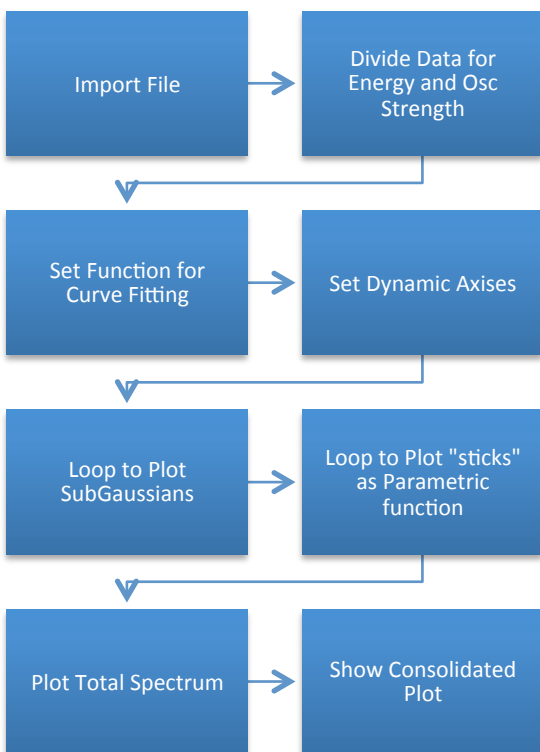 Import File
Divide Data for
Energy and Osc
Strength
Set Function for
Curve Fitting
Set Dynamic Axises
Loop to Plot
SubGaussians
Loop to Plot "sticks"
as Parametric
function
Plot Total Spectrum
Show Consolidated
Plot